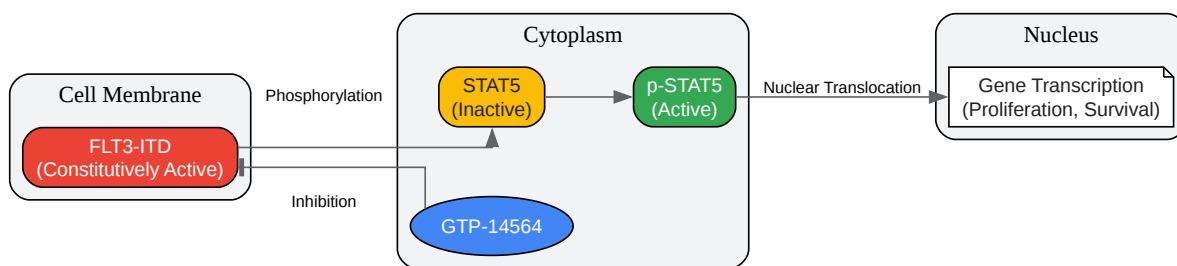 Cell Membrane
FLT3-ITD
(Constitutively Active)
Phosphorylation
Inhibition
Cytoplasm
STAT5
(Inactive)
p-STAT5
(Active)
GTP-14564
Nuclear Translocation
Nucleus
Gene Transcription
(Proliferation, Survival)